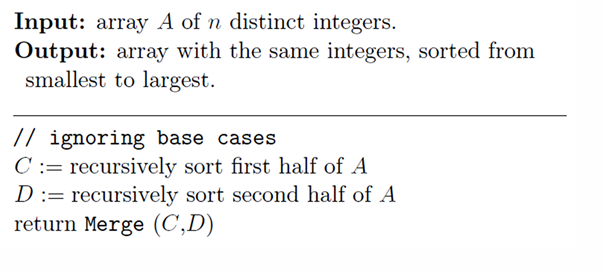 Input: array A of n distinct integers.
Output: array with the same integers, sorted from
smallest to largest.
// ignoring base cases
C := recursively sort first half of A
D := recursively sort second half of A
return Merge (C,D)